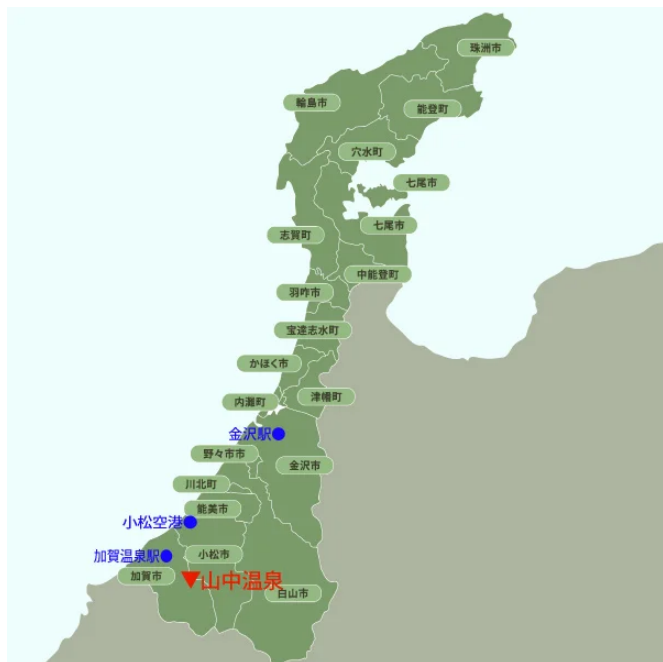 珠洲市
輪島市
能登町
穴水町
七尾市
七尾市
志賀町
中能登町
羽咋市
宝達志水町
かほく市
津幡町
内灘町
金沢駅
野々市市
金沢市
川北町
能美市
小松空港
小松市
加賀温泉駅
加賀市
山中温泉
白山市